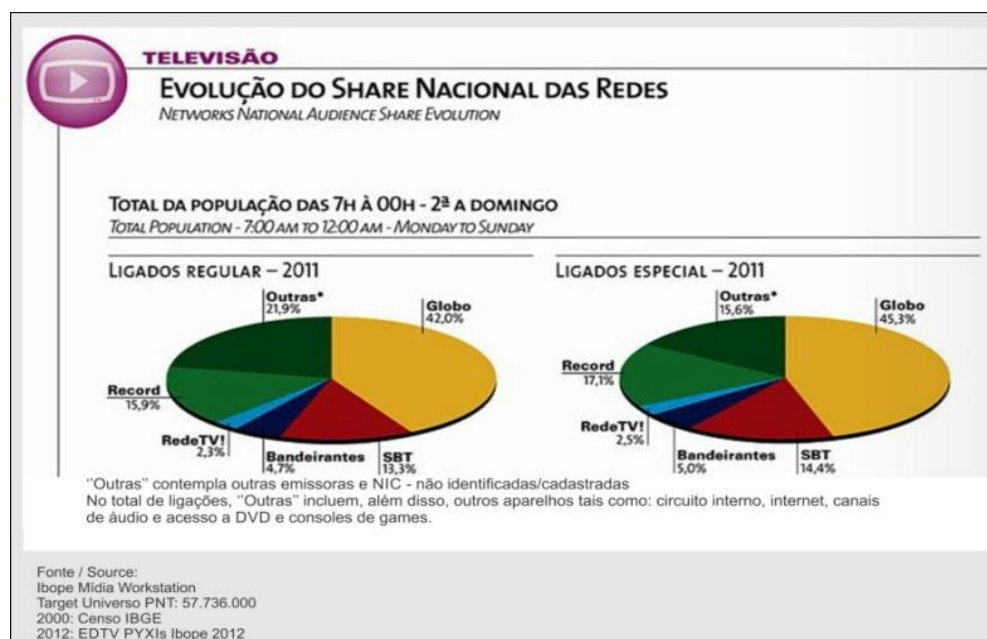 TELEVISÃO
EVOLUÇÃO DO SHARE NACIONAL DAS REDES
NETWORKS NATIONAL AUDIENCE SHARE EVOLUTION
TOTAL DA POPULAÇÃO DAS 7H À 00H - 2ª A DOMINGO
TOTAL POPULATION - 7:00 AM TO 12:00 AM - MONDAY TO SUNDAY
LIGADOS REGULAR – 2011
Outras*
21,9%
Globo
42,0%
Record
15,9%
RedeTV!
2,3%
Bandeirantes
4,7%
SBT
13,3%
LIGADOS ESPECIAL – 2011
Outras*
15,6%
Globo
45,3%
Record
17,1%
RedeTV!
2,5%
Bandeirantes
5,0%
SBT
14,4%
''Outras'' contempla outras emissoras e NIC - não identificadas/cadastradas
No total de ligações, ''Outras'' incluem, além disso, outros aparelhos tais como: circuito interno, internet, canais
de áudio e acesso a DVD e consoles de games.
Fonte / Source:
Ibope Mídia Workstation
Target Universo PNT: 57.736.000
2000: Censo IBGE
2012: EDTV PYXIs Ibope 2012